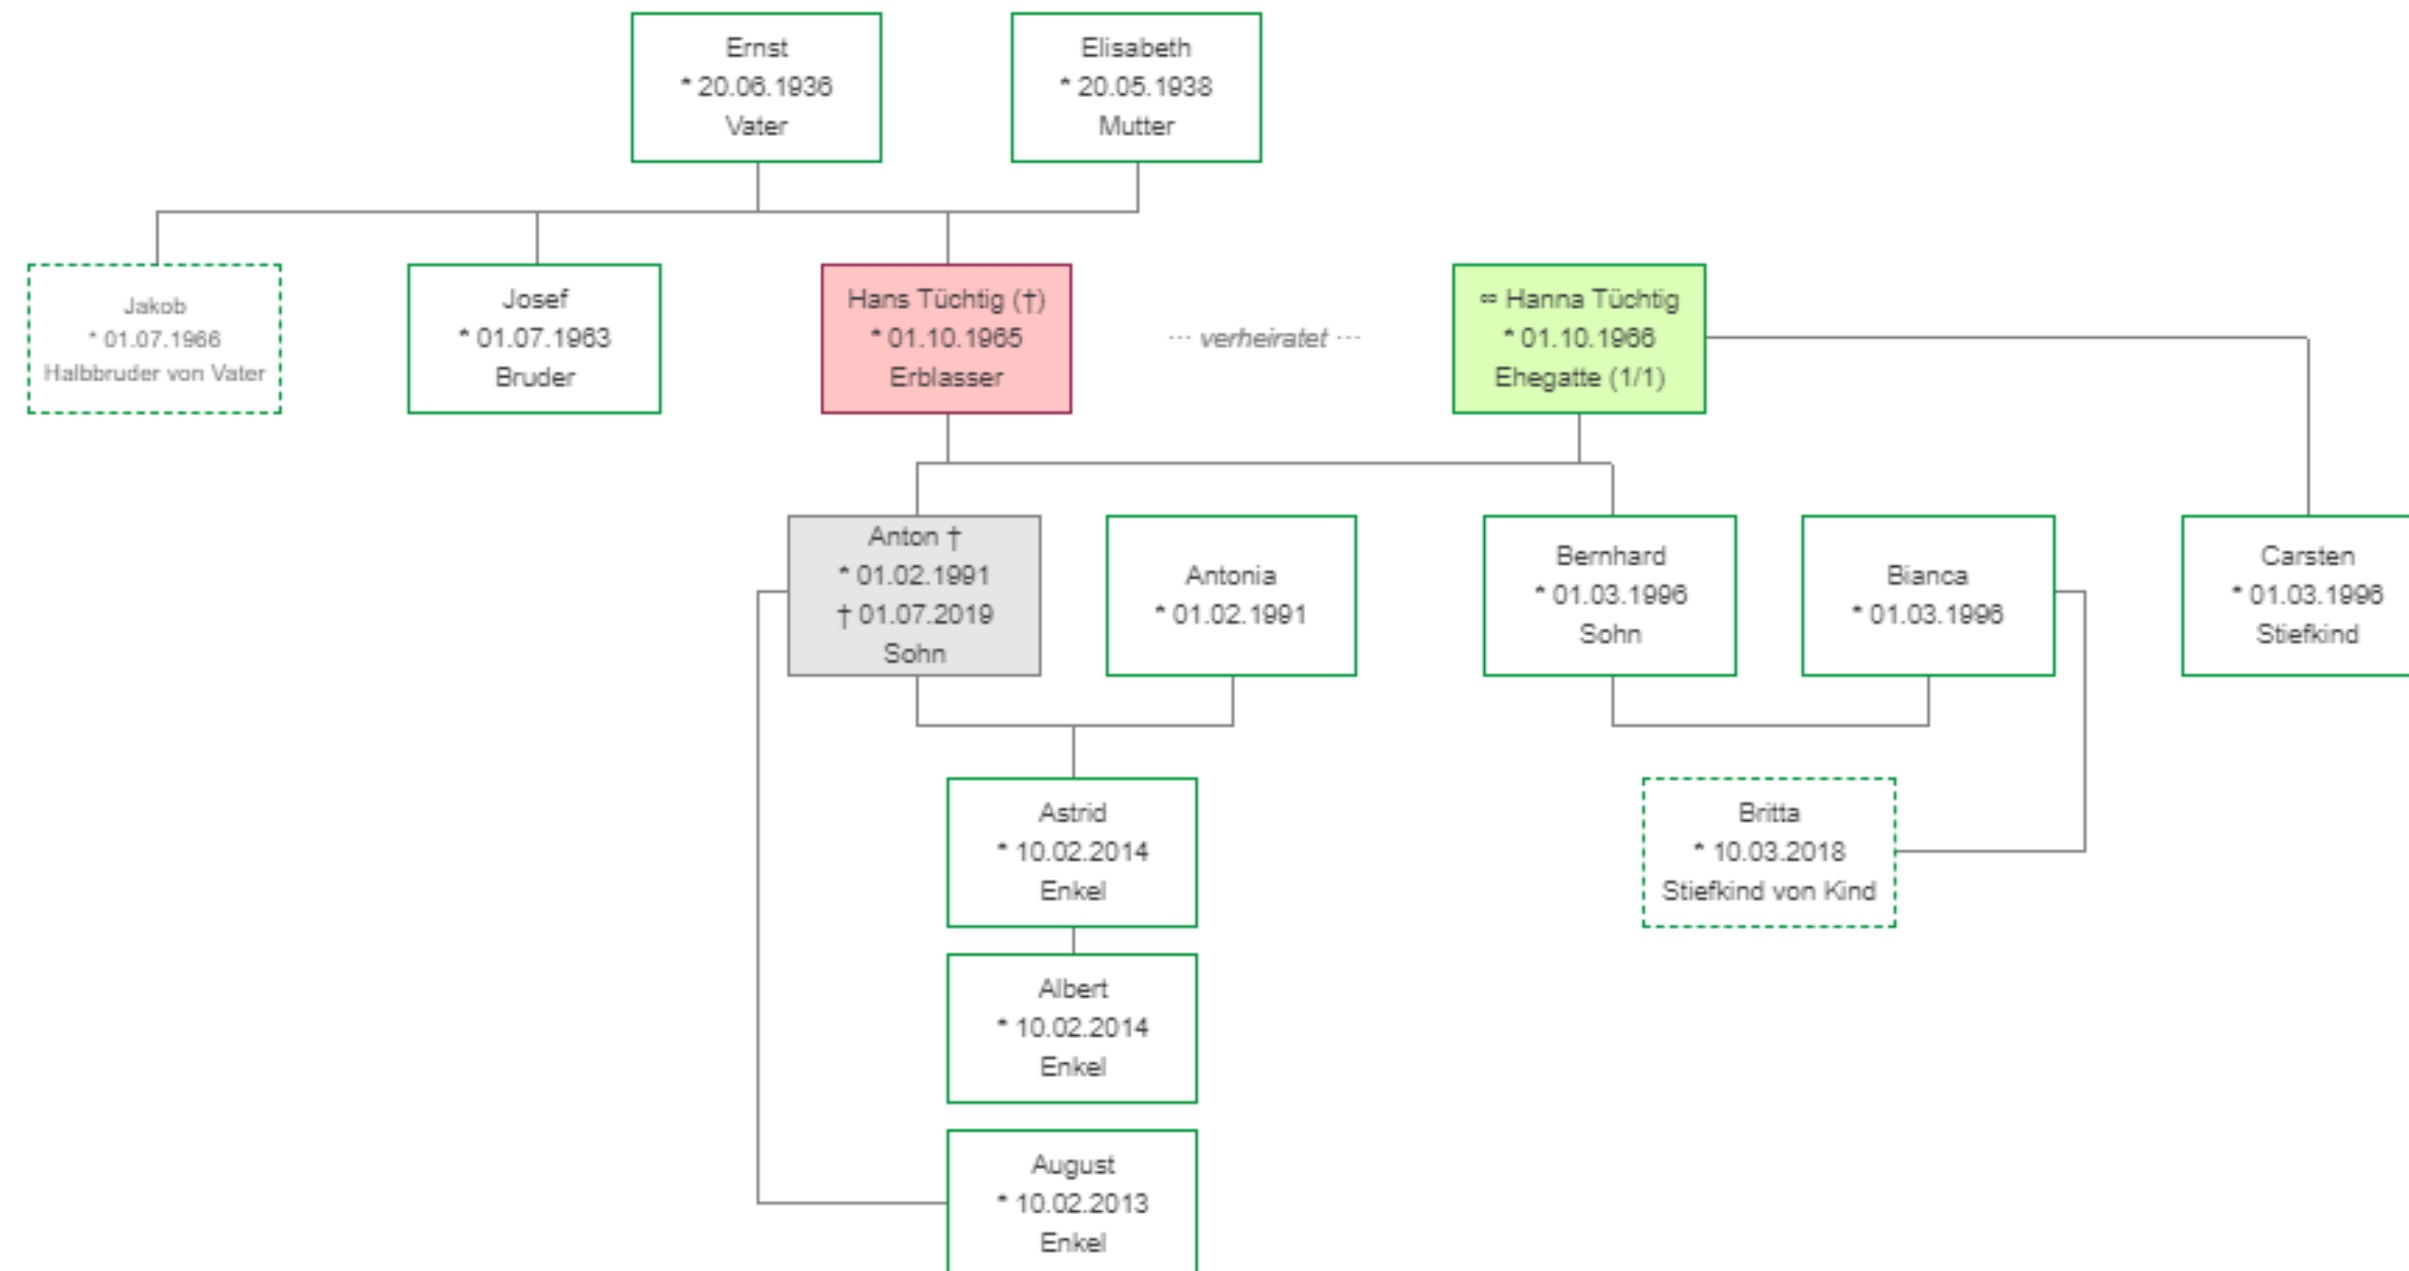 Ernst
* 20.06.1936
Vater
Elisabeth
* 20.05.1938
Mutter
Jakob
* 01.07.1966
Halbbruder von Vater
Josef
* 01.07.1963
Bruder
Hans Tüchtig (†)
* 01.10.1965
Erblasser
--- verheiratet ---
∞ Hanna Tüchtig
* 01.10.1966
Ehegatte (1/1)
Anton †
* 01.02.1991
† 01.07.2019
Sohn
Antonia
* 01.02.1991
Bernhard
* 01.03.1996
Sohn
Bianca
* 01.03.1996
Carsten
* 01.03.1996
Stiefkind
Astrid
* 10.02.2014
Enkel
Britta
* 10.03.2018
Stiefkind von Kind
Albert
* 10.02.2014
Enkel
August
* 10.02.2013
Enkel